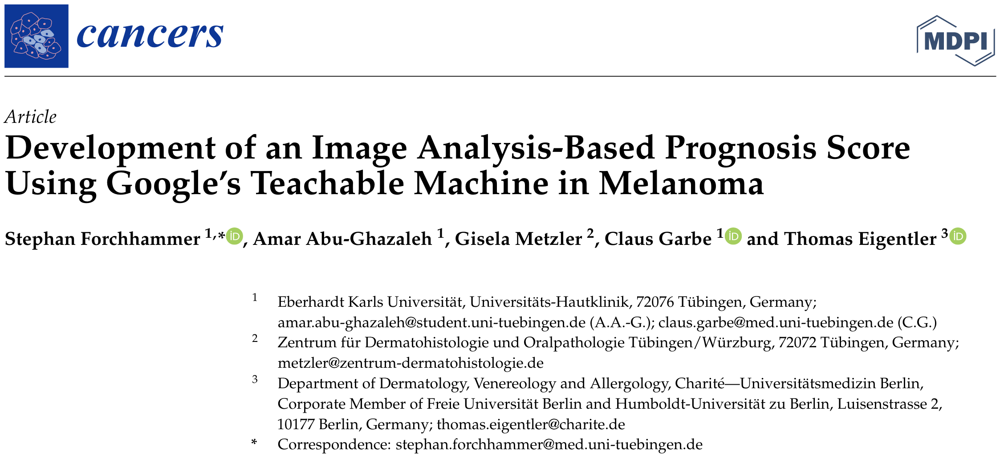 cancers
MDPI
Article
Development of an Image Analysis-Based Prognosis Score
Using Google’s Teachable Machine in Melanoma
Stephan Forchhammer 1,* iD, Amar Abu-Ghazaleh 1, Gisela Metzler 2, Claus Garbe 1 iD and Thomas Eigentler 3 iD
1 Eberhardt Karls Universität, Universitäts-Hautklinik, 72076 Tübingen, Germany;
amar.abu-ghazaleh@student.uni-tuebingen.de (A.A.-G.); claus.garbe@med.uni-tuebingen.de (C.G.)
2 Zentrum für Dermatohistologie und Oralpathologie Tübingen/Würzburg, 72072 Tübingen, Germany;
metzler@zentrum-dermatohistologie.de
3 Department of Dermatology, Venereology and Allergology, Charité—Universitätsmedizin Berlin,
Corporate Member of Freie Universität Berlin and Humboldt-Universität zu Berlin, Luisenstrasse 2,
10177 Berlin, Germany; thomas.eigentler@charite.de
* Correspondence: stephan.forchhammer@med.uni-tuebingen.de